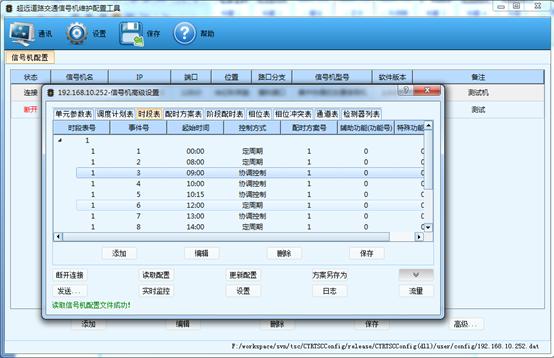 超远道路交通信号机维护配置工具
通讯 设置 保存 帮助
信号机配置
状态 信号机名 IP 端口 位置 路口分支 信号机型号 软件版本 备注
连接 测试机
断开 测试
192.168.10.252-信号机高级设置
单元参数表 调度计划表 时段表 配时方案表 阶段配时表 相位表 相位冲突表 通道表 检测器列表
时段表号 事件号 起始时间 控制方式 配时方案号 辅助功能(功能号) 特殊功能
1
1 1 00:00 定周期 1 0 0
1 2 06:00 定周期 1 0 0
1 3 09:00 协调控制 1 0 0
1 4 10:00 协调控制 1 0 0
1 5 10:15 协调控制 1 0 0
1 6 12:00 定周期 1 0 0
1 7 13:00 协调控制 1 0 0
1 8 14:00 定周期 1 0 0
添加 编辑 删除 保存
断开连接 读取配置 更新配置 方案另存为
发送... 实时监控 设置 日志 流量
读取信号机配置文件成功!
添加 编辑 删除 保存 高级...
F:/workspace/svn/tsc/CYRTSCConfig/release/CYRTSCConfig(dll)/user/config/192.168.10.252.dat